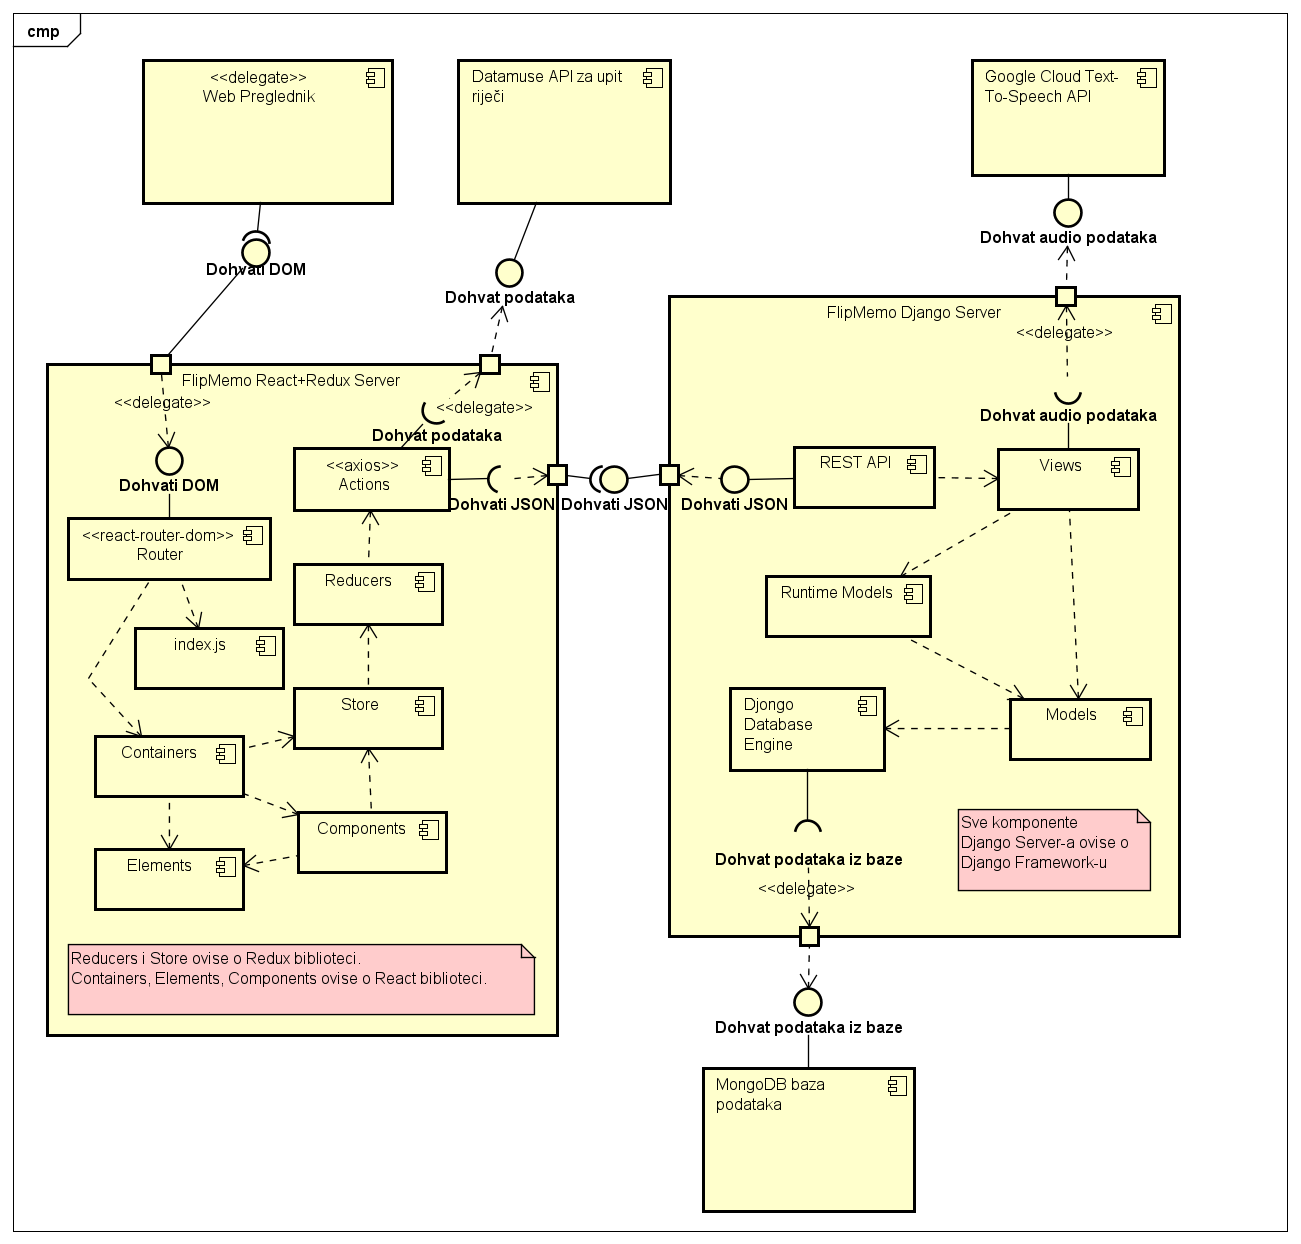 cmp
<<delegate>>
Web Preglednik
Datamuse API za upit
riječi
Google Cloud Text-
To-Speech API
Dohvati DOM
Dohvat podataka
Dohvat audio podataka
FlipMemo React+Redux Server
<<delegate>>
<<delegate>>
Dohvati DOM
Dohvat podataka
<<axios>>
Actions
Dohvati JSON
Dohvati JSON
<<react-router-dom>>
Router
Reducers
index.js
Store
Containers
Components
Elements
Reducers i Store ovise o Redux biblioteci.
Containers, Elements, Components ovise o React biblioteci.
FlipMemo Django Server
<<delegate>>
Dohvat audio podataka
REST API
Views
Dohvati JSON
Runtime Models
Djongo
Database
Engine
Models
Sve komponente
Django Server-a ovise o
Django Framework-u
Dohvat podataka iz baze
<<delegate>>
Dohvat podataka iz baze
MongoDB baza
podataka